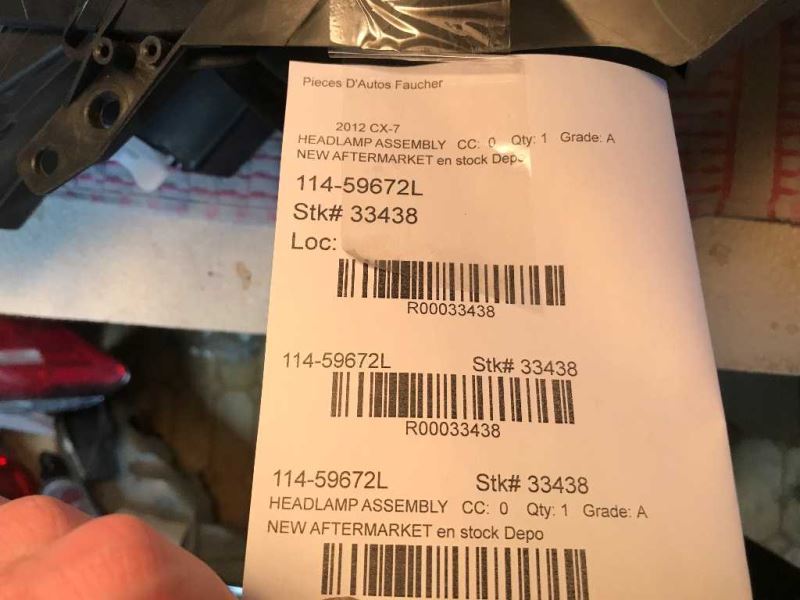 Pieces D'Autos Faucher
2012 CX-7
HEADLAMP ASSEMBLY CC: 0 Qty: 1 Grade: A
NEW AFTERMARKET en stock Depo
114-59672L
Stk# 33438
Loc:
R00033438
114-59672L Stk# 33438
R00033438
114-59672L Stk# 33438
HEADLAMP ASSEMBLY CC: 0 Qty: 1 Grade: A
NEW AFTERMARKET en stock Depo